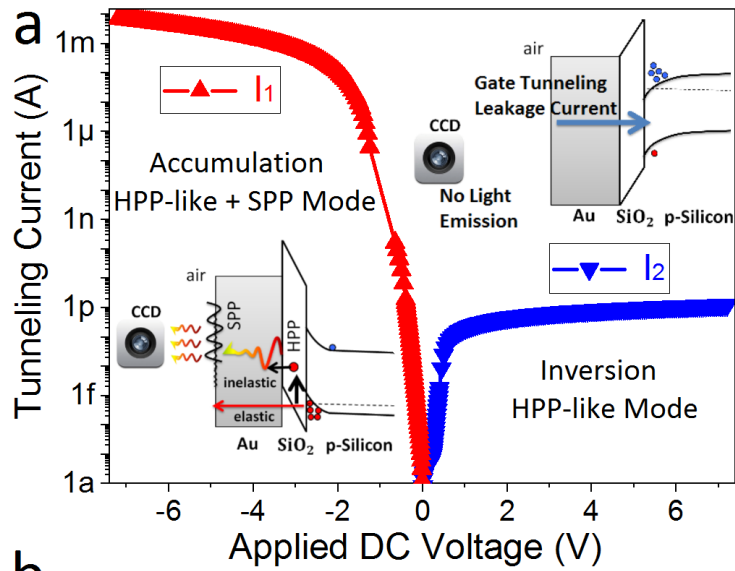 a
Tunneling Current (A)
1m
1μ
1n
1p
1f
1a
I1
Accumulation
HPP-like + SPP Mode
CCD
No Light
Emission
air
Gate Tunneling
Leakage Current
Au SiO2 p-Silicon
I2
Inversion
HPP-like Mode
air
CCD
SPP
HPP
inelastic
elastic
Au SiO2 p-Silicon
-6 -4 -2 0 2 4 6
Applied DC Voltage (V)